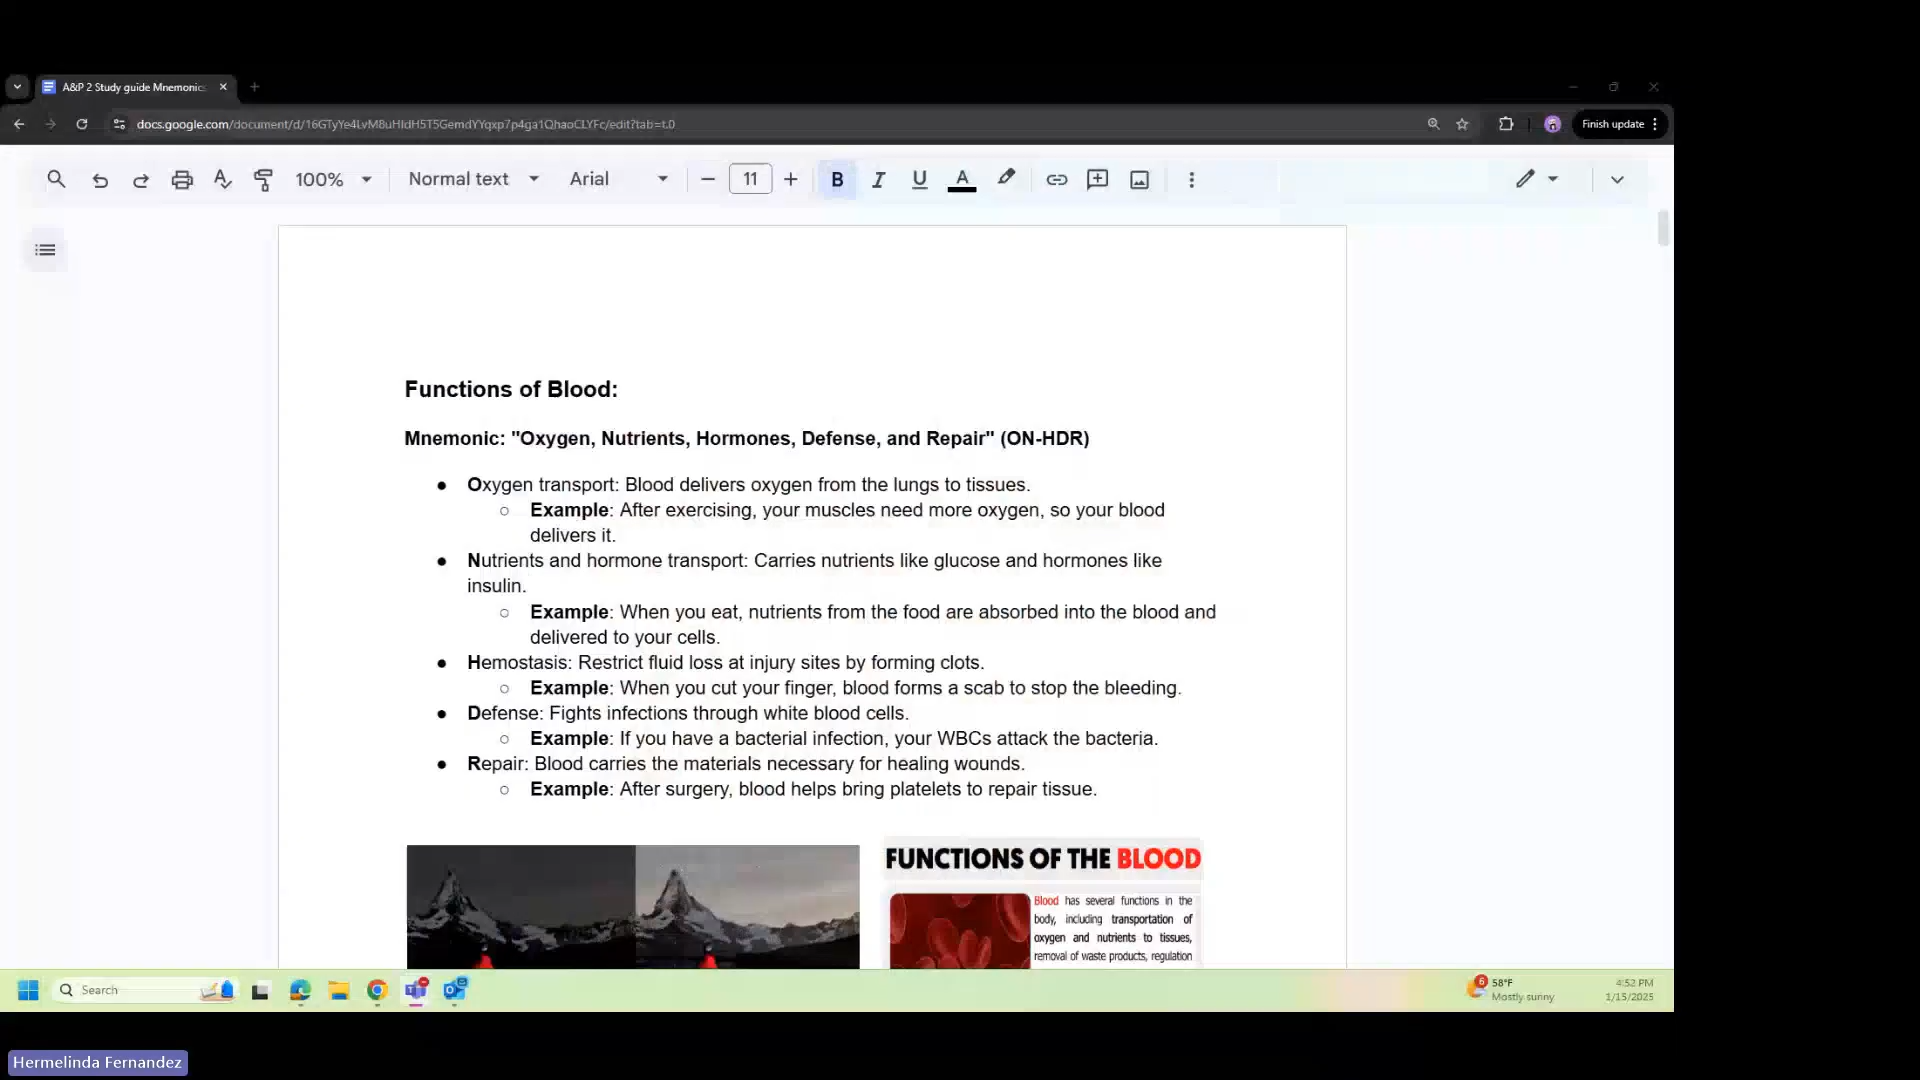 A&P 2 Study guide Mnemonics
docs.google.com/document/d/16GTyYe4LvM8uHIdH5T5GemdYYqxp7p4ga1QhaoCLYFc/edit?tab=t.0
Finish update
100%
Normal text
Arial
11
B
I
U
A
Functions of Blood:
Mnemonic: "Oxygen, Nutrients, Hormones, Defense, and Repair" (ON-HDR)
● Oxygen transport: Blood delivers oxygen from the lungs to tissues.
○ Example: After exercising, your muscles need more oxygen, so your blood
delivers it.
● Nutrients and hormone transport: Carries nutrients like glucose and hormones like
insulin.
○ Example: When you eat, nutrients from the food are absorbed into the blood and
delivered to your cells.
● Hemostasis: Restrict fluid loss at injury sites by forming clots.
○ Example: When you cut your finger, blood forms a scab to stop the bleeding.
● Defense: Fights infections through white blood cells.
○ Example: If you have a bacterial infection, your WBCs attack the bacteria.
● Repair: Blood carries the materials necessary for healing wounds.
○ Example: After surgery, blood helps bring platelets to repair tissue.
FUNCTIONS OF THE BLOOD
Blood has several functions in the
body, including transportation of
oxygen and nutrients to tissues,
removal of waste products, regulation
Search
6
58°F
Mostly sunny
4:52 PM
1/15/2025
Hermelinda Fernandez